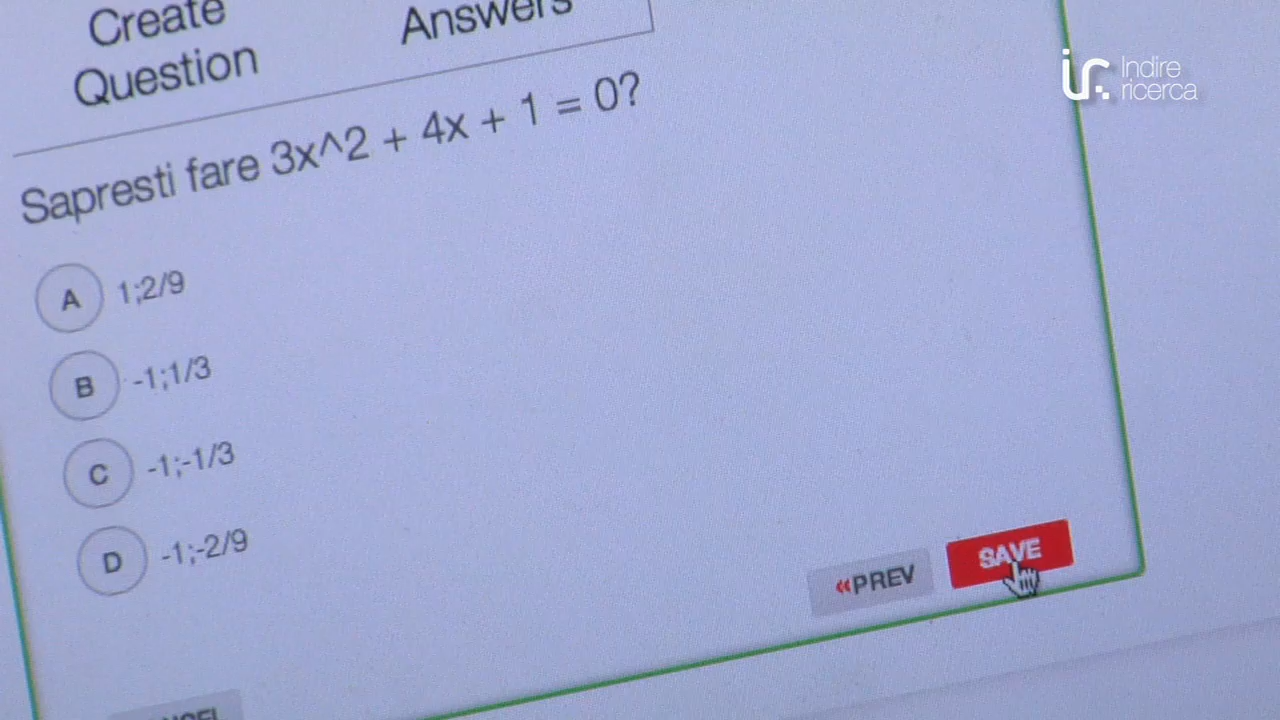 Create
Question
Answers
Sapresti fare 3x^2 + 4x + 1 = 0?
A 1;2/9
B -1;1/3
C -1;-1/3
D -1;-2/9
«PREV
SAVE
Indire
ricerca